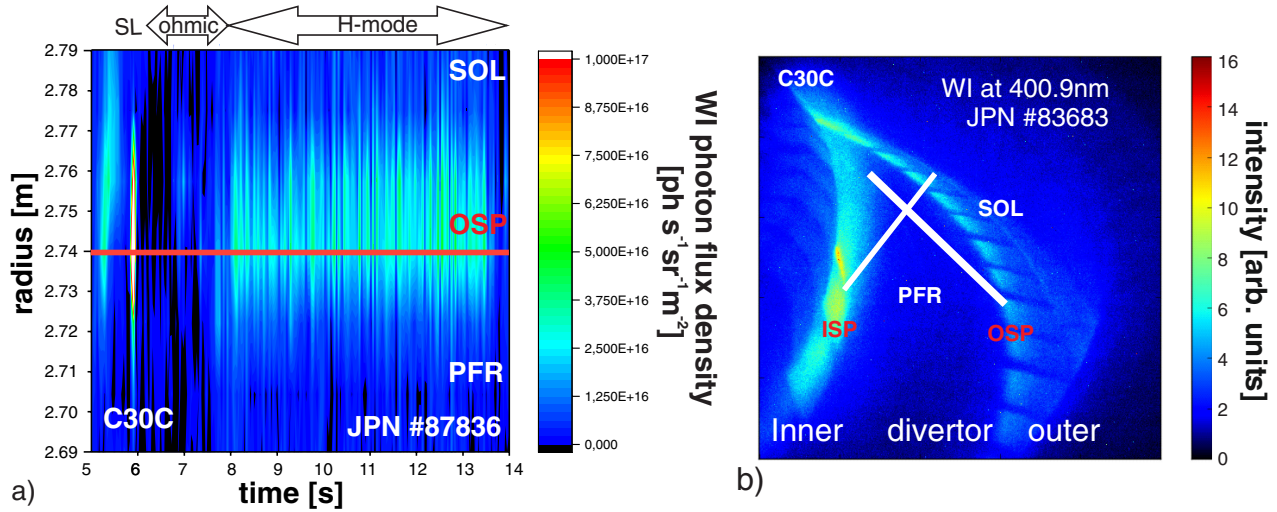 SL
ohmic
H-mode
radius [m]
2.79
2.78
2.77
2.76
2.75
2.74
2.73
2.72
2.71
2.70
2.69
SOL
OSP
PFR
C30C
JPN #87836
5
6
7
8
9
10
11
12
13
14
time [s]
a)
1,000E+17
8,750E+16
7,500E+16
6,250E+16
5,000E+16
3,750E+16
2,500E+16
1,250E+16
0,000
WI photon flux density
[ph s⁻¹sr⁻¹m⁻²]
C30C
WI at 400.9nm
JPN #83683
SOL
PFR
ISP
OSP
Inner divertor outer
b)
16
14
12
10
8
6
4
2
0
intensity [arb. units]